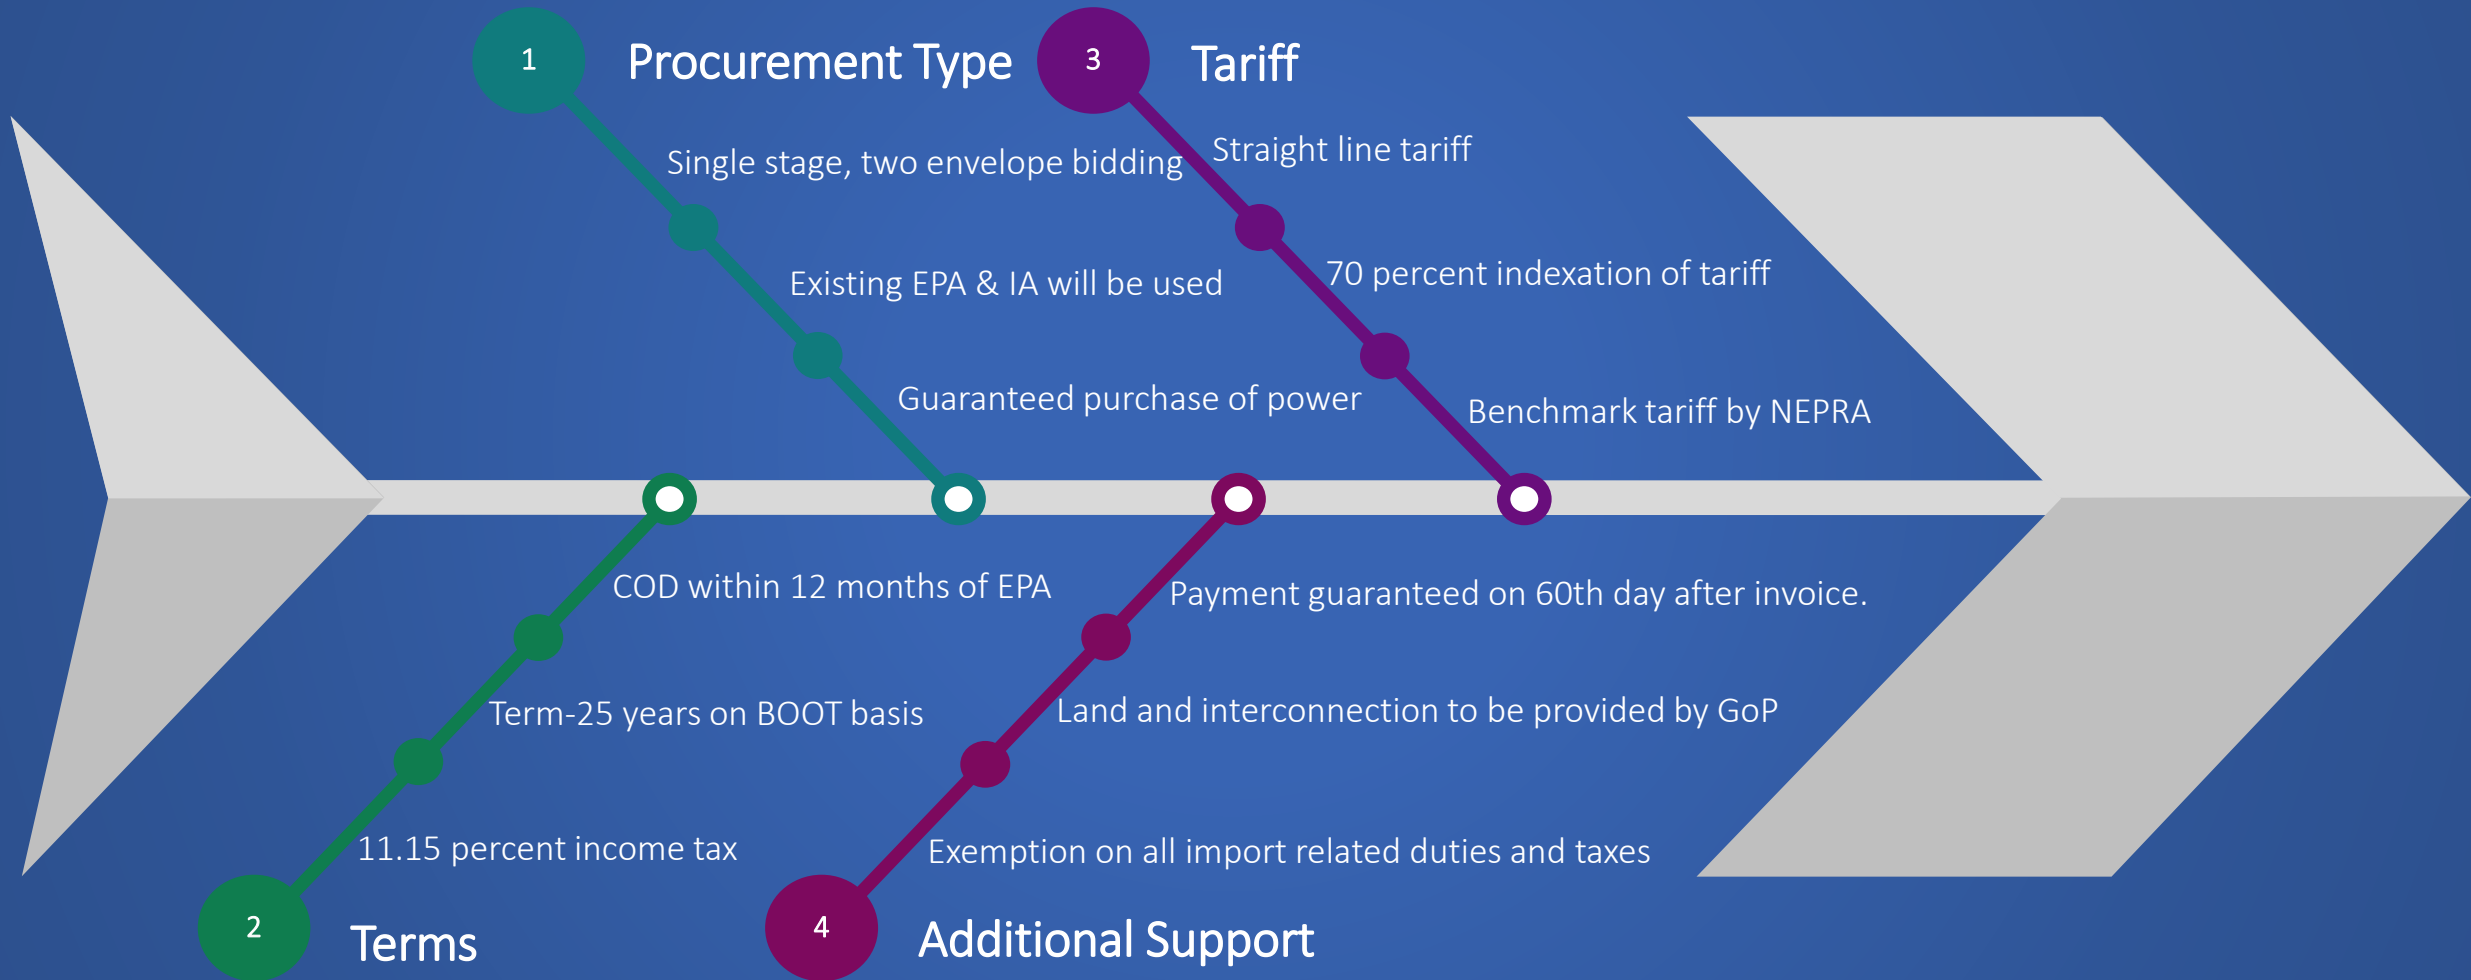 1
Procurement Type
Single stage, two envelope bidding
Existing EPA & IA will be used
Guaranteed purchase of power
3
Tariff
Straight line tariff
70 percent indexation of tariff
Benchmark tariff by NEPRA
COD within 12 months of EPA
Term-25 years on BOOT basis
11.15 percent income tax
2
Terms
Payment guaranteed on 60th day after invoice.
Land and interconnection to be provided by GoP
Exemption on all import related duties and taxes
4
Additional Support